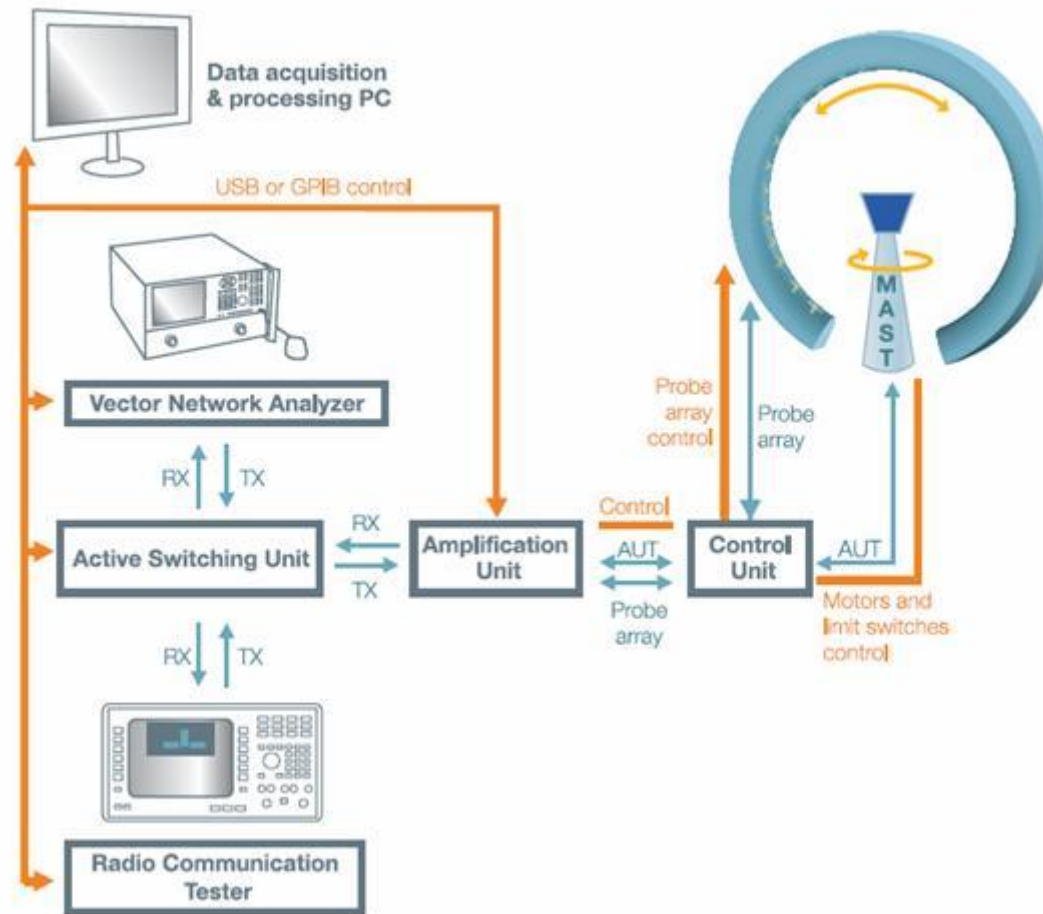 Data acquisition
& processing PC
USB or GPIB control
MAST
Vector Network Analyzer
Probe
array
control
Probe
array
RX
TX
Control
RX
Active Switching Unit
Amplification
Unit
AUT
Control
Unit
AUT
TX
Probe
array
Motors and
limit switches
control
RX
TX
Radio Communication
Tester